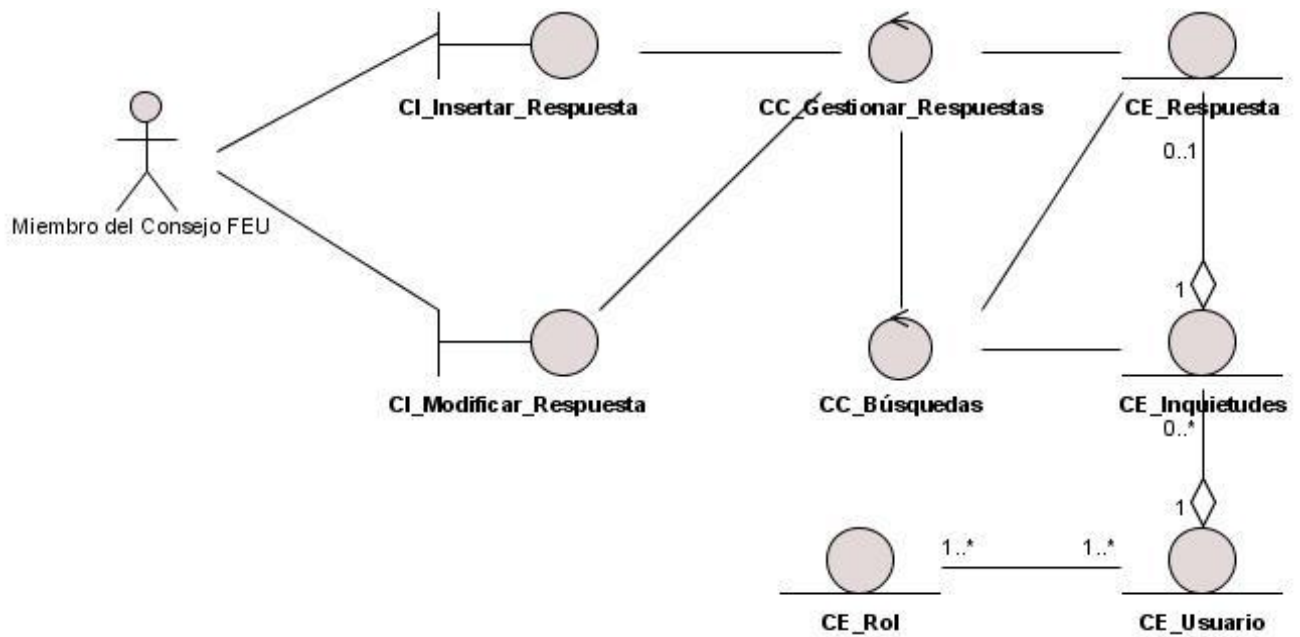 CI_Insertar_Respuesta
CC_Gestionar_Respuestas
CE_Respuesta
0..1
Miembro del Consejo FEU
1
CI_Modificar_Respuesta
CC_Búsquedas
CE_Inquietudes
0..*
1
1..*
1..*
CE_Rol
CE_Usuario